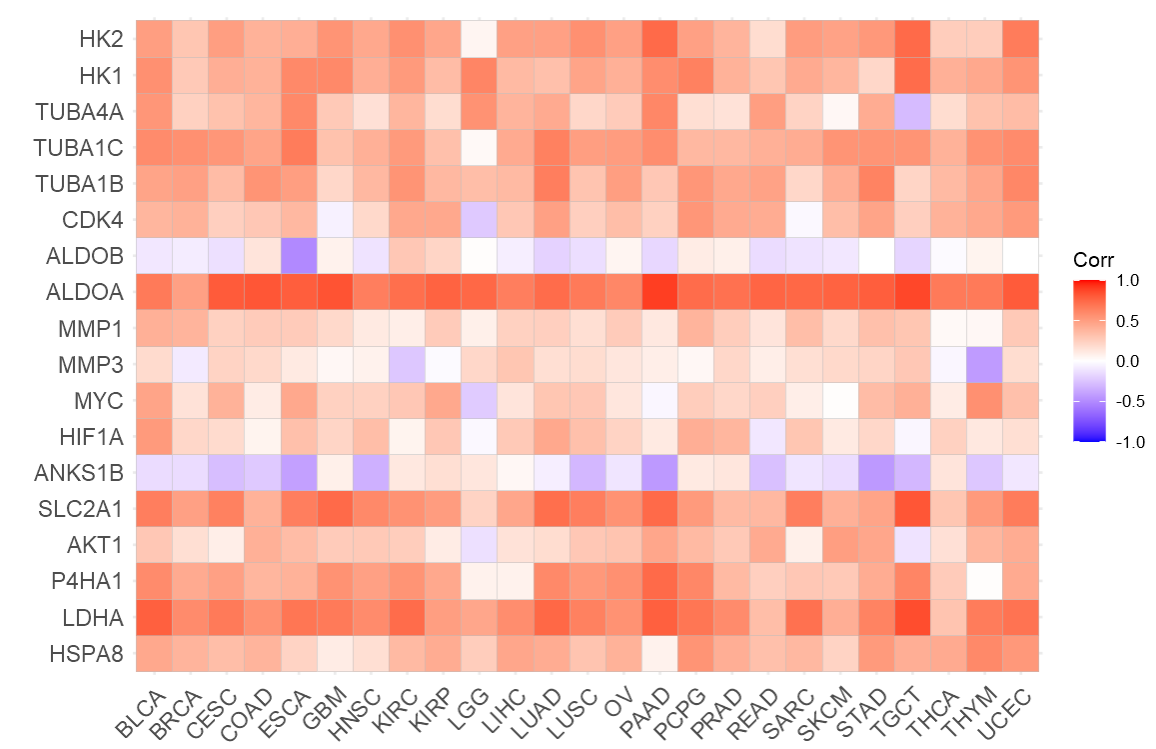 HK2
HK1
TUBA4A
TUBA1C
TUBA1B
CDK4
ALDOB
ALDOA
MMP1
MMP3
MYC
HIF1A
ANKS1B
SLC2A1
AKT1
P4HA1
LDHA
HSPA8
BLCA BRCA CESC COAD ESCA GBM HNSC KIRC KIRP LGG LIHC LUAD LUSC OV PAAD PCPG PRAD READ SARC SKCM STAD TGCT THCA THYM UCEC
Corr
1.0
0.5
0.0
-0.5
-1.0